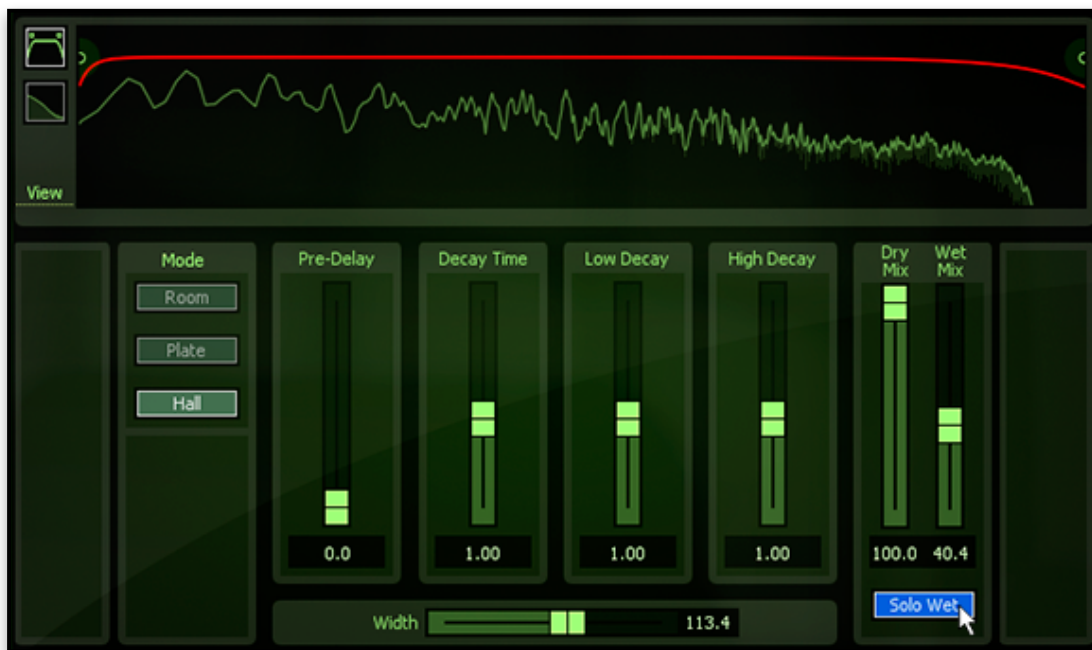 View
Mode
Room
Plate
Hall
Pre-Delay
0.0
Decay Time
1.00
Low Decay
1.00
High Decay
1.00
Dry
Mix
100.0
Wet
Mix
40.4
Solo Wet
Width
113.4